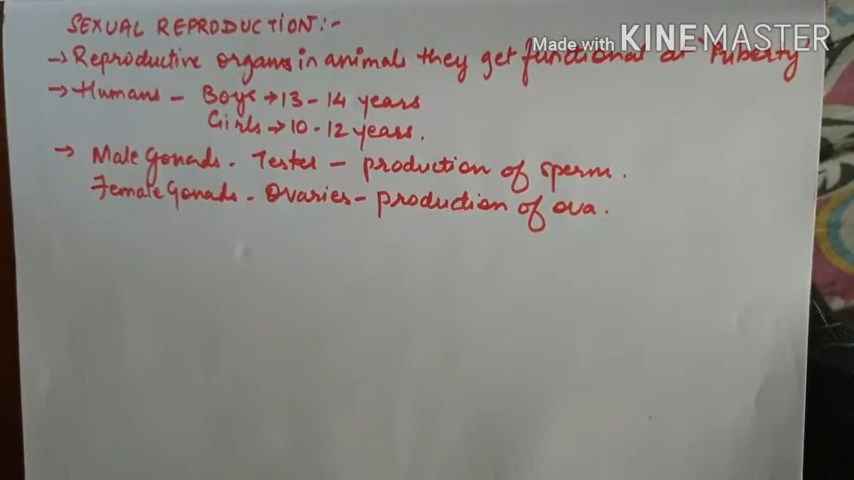 SEXUAL REPRODUCTION:-
Made with KINEMASTER
→ Reproductive organs in animals they get functional at Puberty
→ Humans - Boys → 13 - 14 years
Girls → 10 - 12 years.
→ Male Gonads - Testes - production of sperm.
Female Gonads - Ovaries - production of ova.